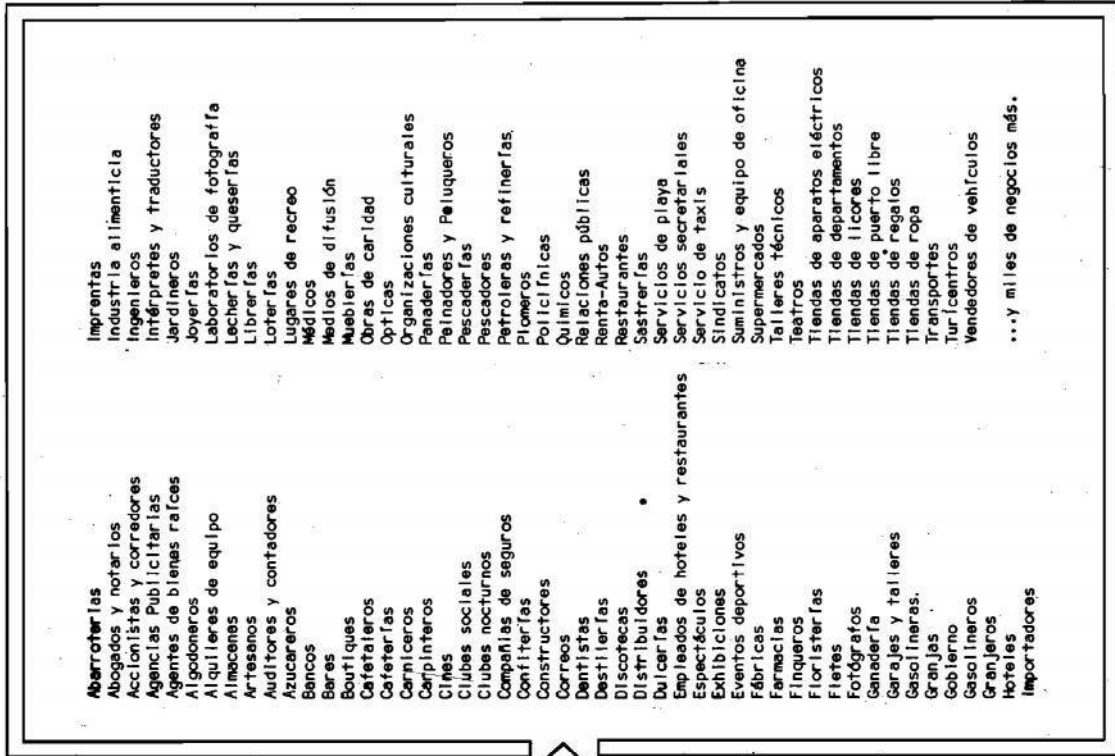 Abarroterías
Abogados y notarios
Accionistas y corredores
Agencias Publicitarias
Agentes de bienes raíces
Algodoneros
Alquileres de equipo
Almacenes
Artesanos
Auditores y contadores
Azucareros
Bancos
Bares
Boutiques
Cafetaleros
Cafeterías
Carniceros
Carpinteros
Cines
Clubes sociales
Clubes nocturnos
Compañías de seguros
Confiterías
Constructores
Correos
Dentistas
Destilerías
Discotecas
Distribuidores
Dulcerías
Empleados de hoteles y restaurantes
Espectáculos
Exhibiciones
Eventos deportivos
Fábricas
Farmacias
Finqueros
Floristerías
Fletes
Fotógrafos
Ganadería
Garajes y talleres
Gasolineras.
Granjas
Gobierno
Gasolineros
Granjeros
Hoteles
Importadores
Imprentas
Industria alimenticia
Ingenieros
Intérpretes y traductores
Jardineros
Joyerías
Laboratorios de fotografía
Lecherías y queserías
Librerías
Loterías
Lugares de recreo
Médicos
Medios de difusión
Mueblerías
Obras de caridad
Opticas
Organizaciones culturales
Panaderías
Peinadores y Peluqueros
Pescaderías
Pescadores
Petroleras y refinerías.
Plomeros
Policlínicas
Químicos
Relaciones públicas
Renta-Autos
Restaurantes
Sastrerías
Servicios de playa
Servicios secretariales
Servicio de taxis
Sindicatos
Suministros y equipo de oficina
Supermercados
Talleres técnicos
Teatros
Tiendas de aparatos eléctricos
Tiendas de departamentos
Tiendas de licores
Tiendas de puerto libre
Tiendas de regalos
Tiendas de ropa
Transportes
Turicentros
Vendedores de vehículos
...y miles de negocios más.